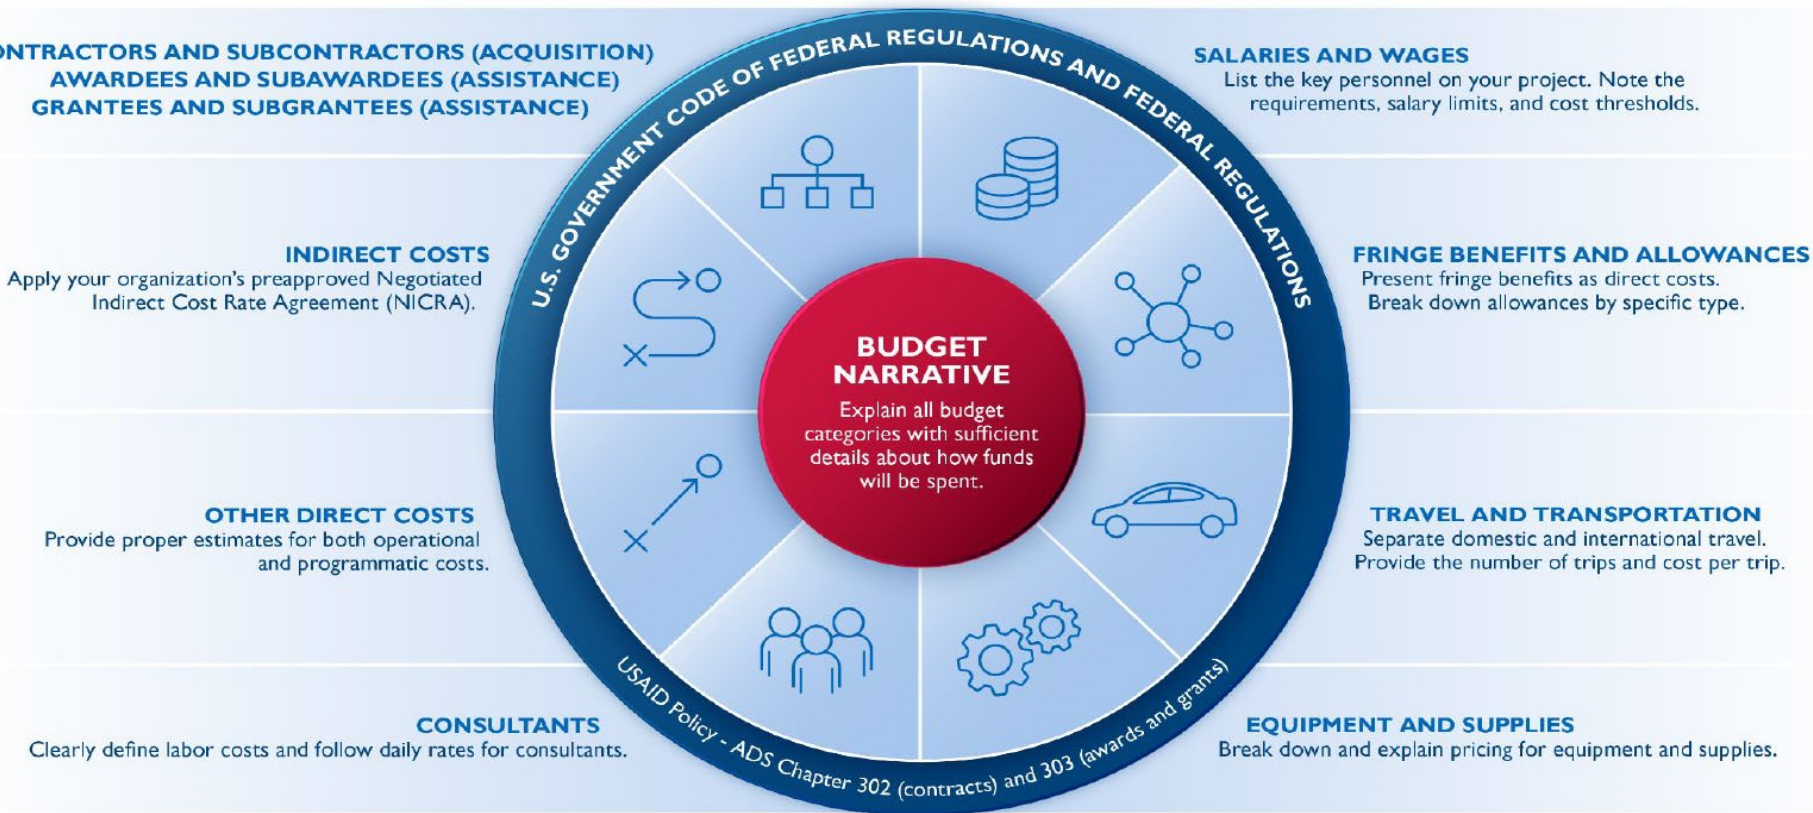 CONTRACTORS AND SUBCONTRACTORS (ACQUISITION)
AWARDEES AND SUBAWARDEES (ASSISTANCE)
GRANTEES AND SUBGRANTEES (ASSISTANCE)
INDIRECT COSTS
Apply your organization's preapproved Negotiated
Indirect Cost Rate Agreement (NICRA).
OTHER DIRECT COSTS
Provide proper estimates for both operational
and programmatic costs.
CONSULTANTS
Clearly define labor costs and follow daily rates for consultants.
U.S. GOVERNMENT CODE OF FEDERAL REGULATIONS AND FEDERAL REGULATIONS
BUDGET
NARRATIVE
Explain all budget
categories with sufficient
details about how funds
will be spent.
USAID Policy - ADS Chapter 302 (contracts) and 303 (awards and grants)
SALARIES AND WAGES
List the key personnel on your project. Note the
requirements, salary limits, and cost thresholds.
FRINGE BENEFITS AND ALLOWANCES
Present fringe benefits as direct costs.
Break down allowances by specific type.
TRAVEL AND TRANSPORTATION
Separate domestic and international travel.
Provide the number of trips and cost per trip.
EQUIPMENT AND SUPPLIES
Break down and explain pricing for equipment and supplies.